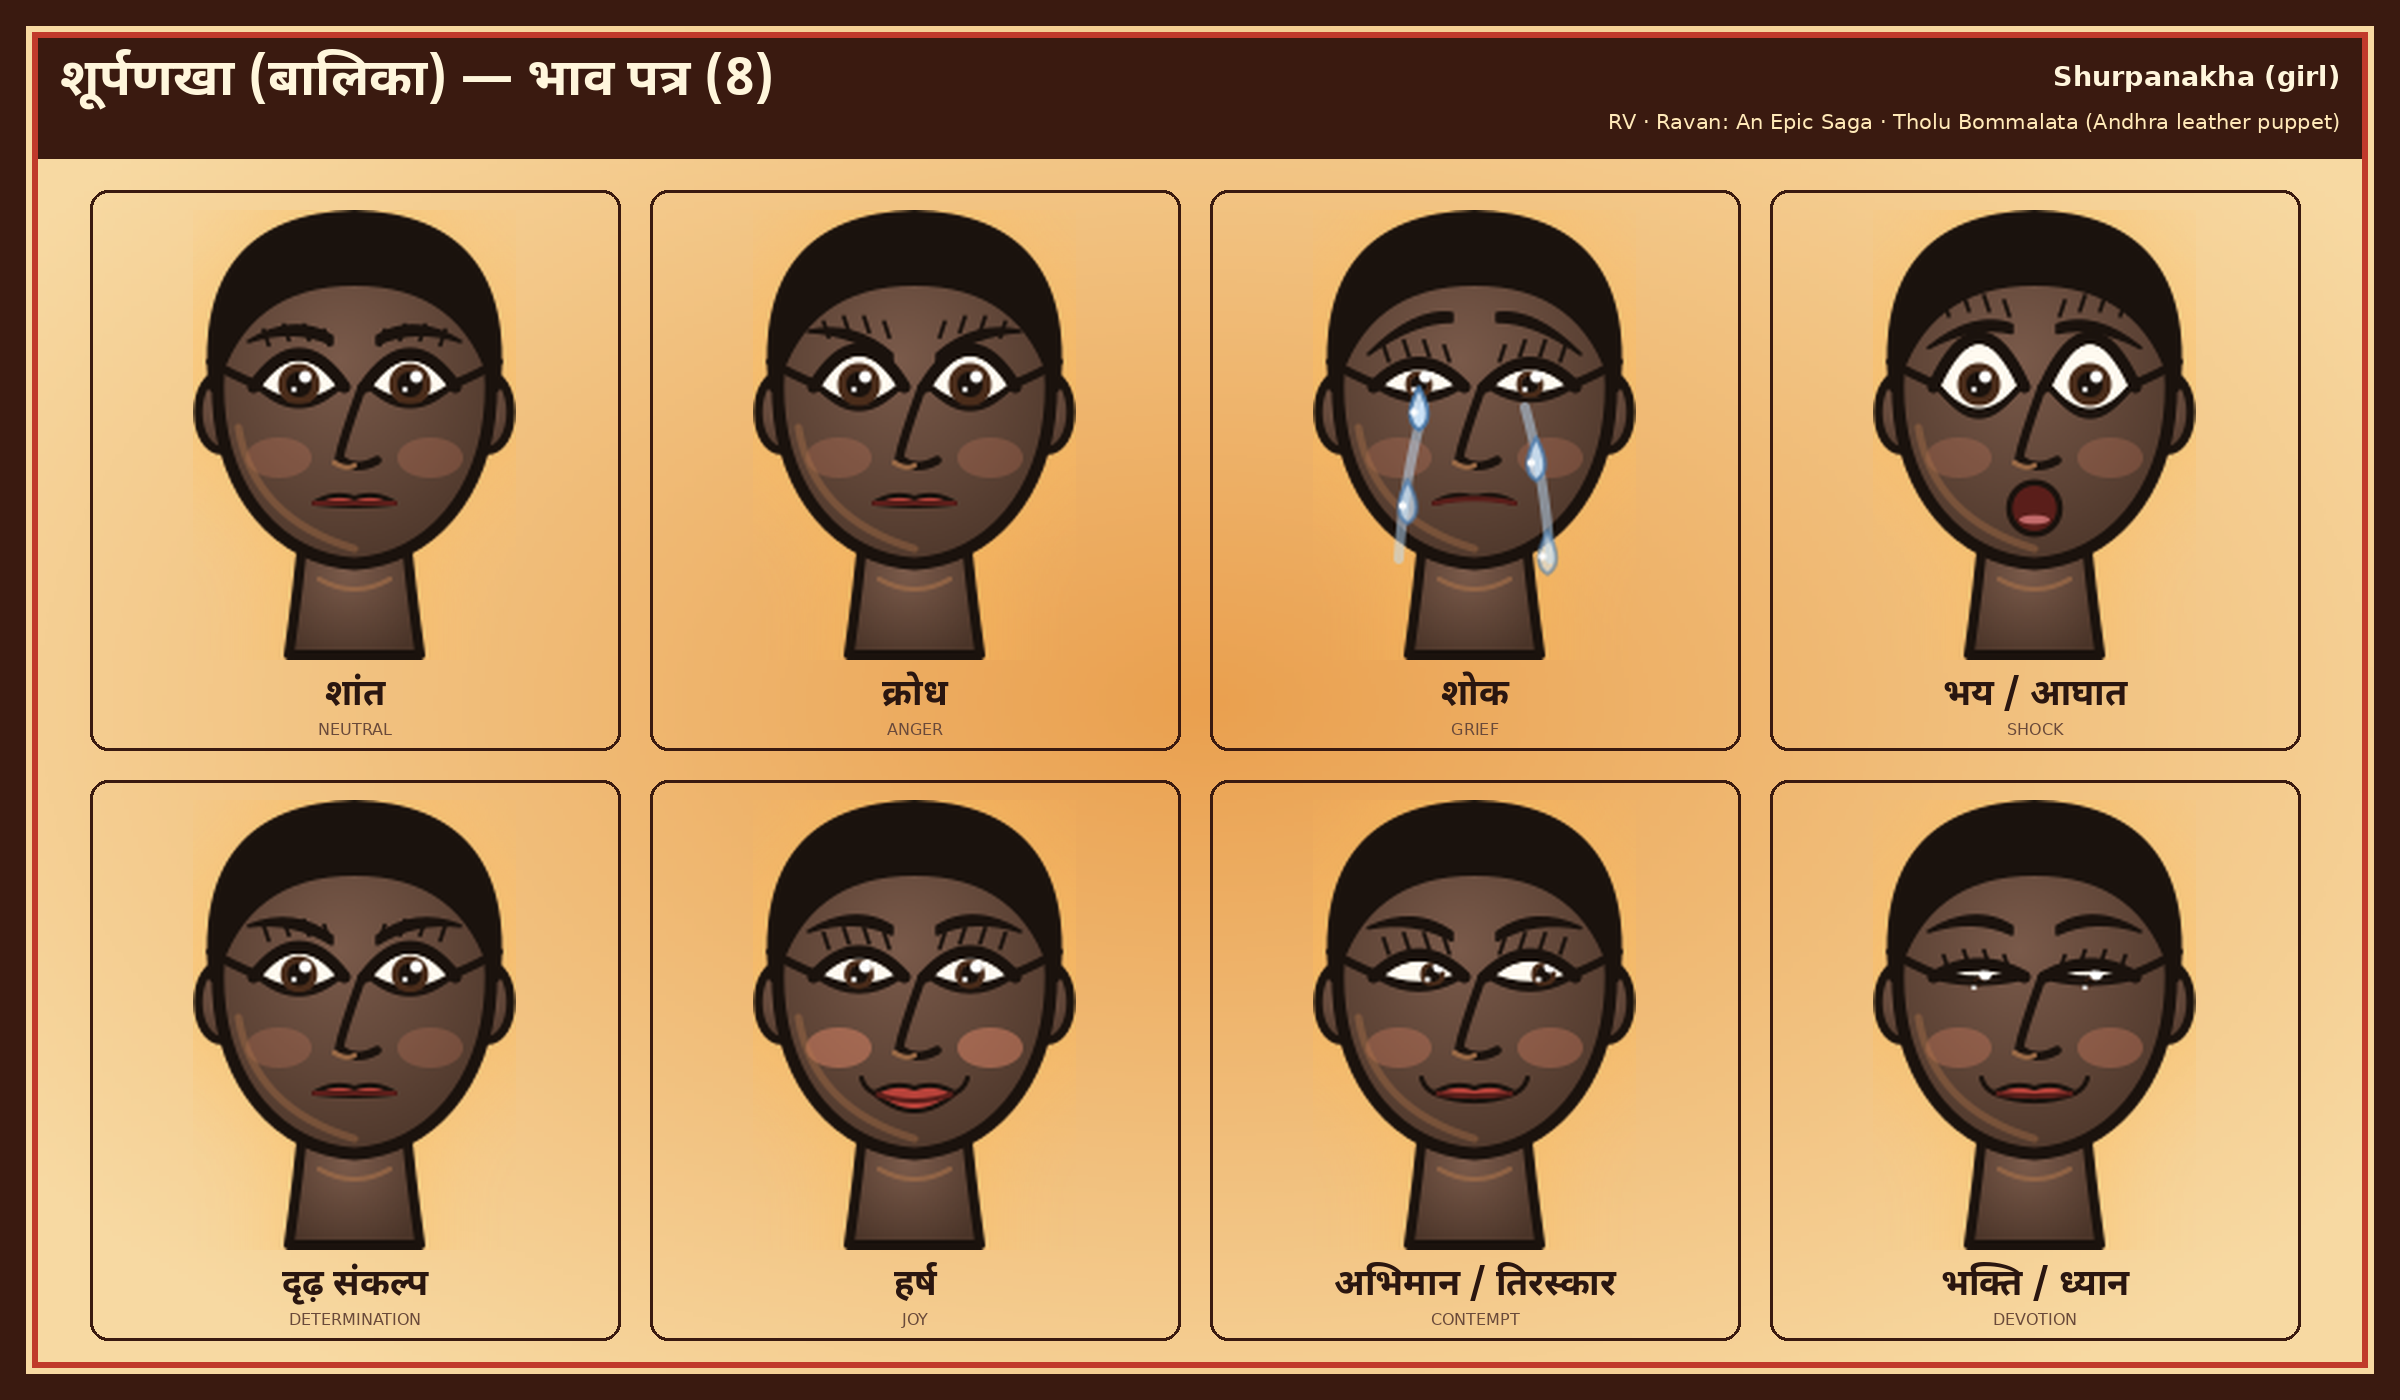 शूर्पणखा (बालिका) — भाव पत्र (8)
Shurpanakha (girl)
RV · Ravan: An Epic Saga · Tholu Bommalata (Andhra leather puppet)
शांत
NEUTRAL
क्रोध
ANGER
शोक
GRIEF
भय / आघात
SHOCK
दृढ़ संकल्प
DETERMINATION
हर्ष
JOY
अभिमान / तिरस्कार
CONTEMPT
भक्ति / ध्यान
DEVOTION